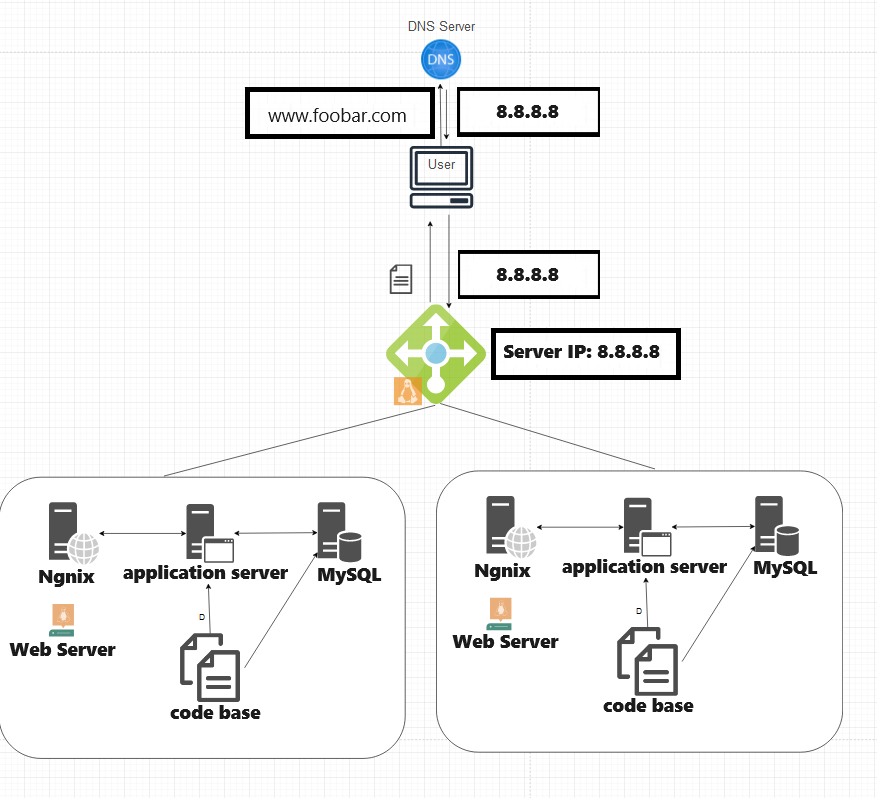 DNS Server
DNS
www.foobar.com
8.8.8.8
User
8.8.8.8
Server IP: 8.8.8.8
Ngnix
application server
MySQL
D
Web Server
code base
Ngnix
application server
MySQL
D
Web Server
code base